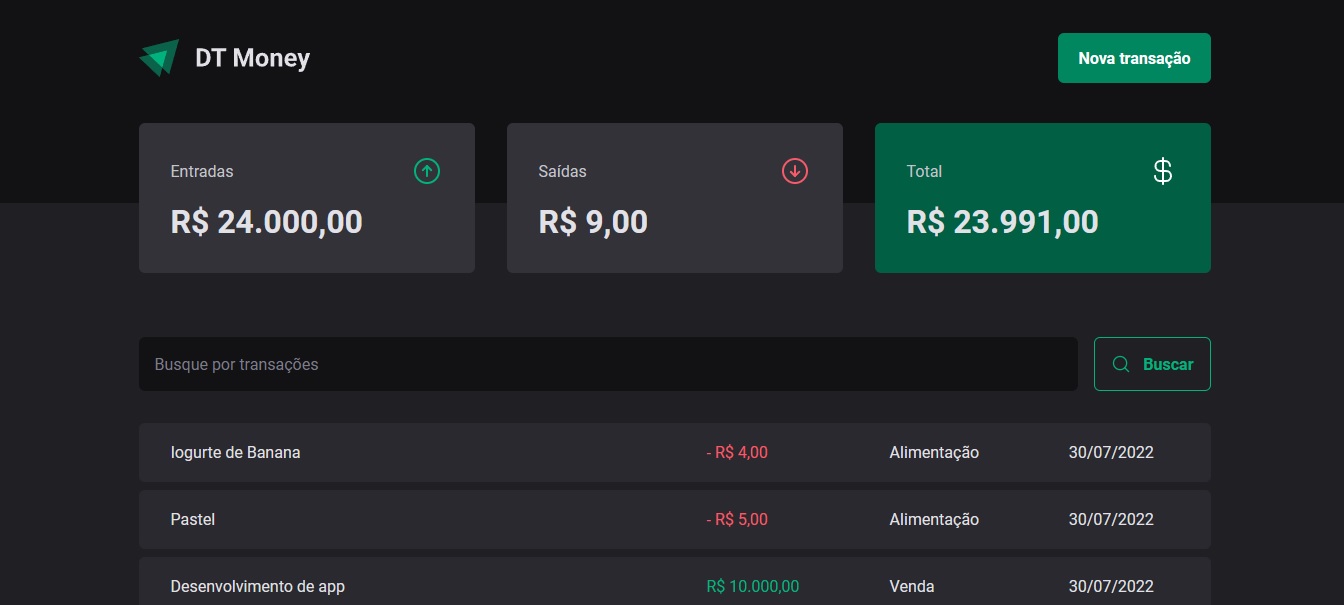 DT Money
Nova transação
Entradas
R$ 24.000,00
Saídas
R$ 9,00
Total
R$ 23.991,00
Busque por transações
Buscar
Iogurte de Banana - R$ 4,00 Alimentação 30/07/2022
Pastel - R$ 5,00 Alimentação 30/07/2022
Desenvolvimento de app R$ 10.000,00 Venda 30/07/2022